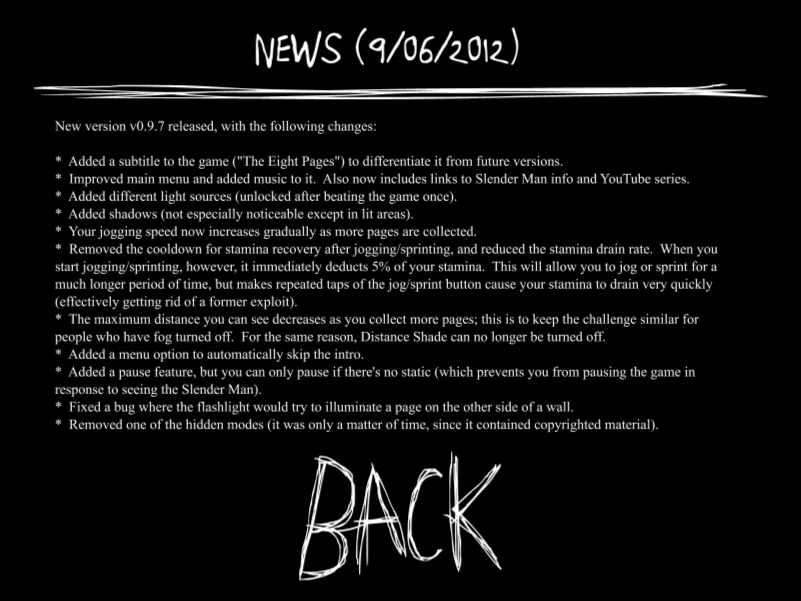 NEWS (9/06/2012)
New version v0.9.7 released, with the following changes:
* Added a subtitle to the game ("The Eight Pages") to differentiate it from future versions.
* Improved main menu and added music to it. Also now includes links to Slender Man info and YouTube series.
* Added different light sources (unlocked after beating the game once).
* Added shadows (not especially noticeable except in lit areas).
* Your jogging speed now increases gradually as more pages are collected.
* Removed the cooldown for stamina recovery after jogging/sprinting, and reduced the stamina drain rate. When you
start jogging/sprinting, however, it immediately deducts 5% of your stamina. This will allow you to jog or sprint for a
much longer period of time, but makes repeated taps of the jog/sprint button cause your stamina to drain very quickly
(effectively getting rid of a former exploit).
* The maximum distance you can see decreases as you collect more pages; this is to keep the challenge similar for
people who have fog turned off. For the same reason, Distance Shade can no longer be turned off.
* Added a menu option to automatically skip the intro.
* Added a pause feature, but you can only pause if there's no static (which prevents you from pausing the game in
response to seeing the Slender Man).
* Fixed a bug where the flashlight would try to illuminate a page on the other side of a wall.
* Removed one of the hidden modes (it was only a matter of time, since it contained copyrighted material).
BACK